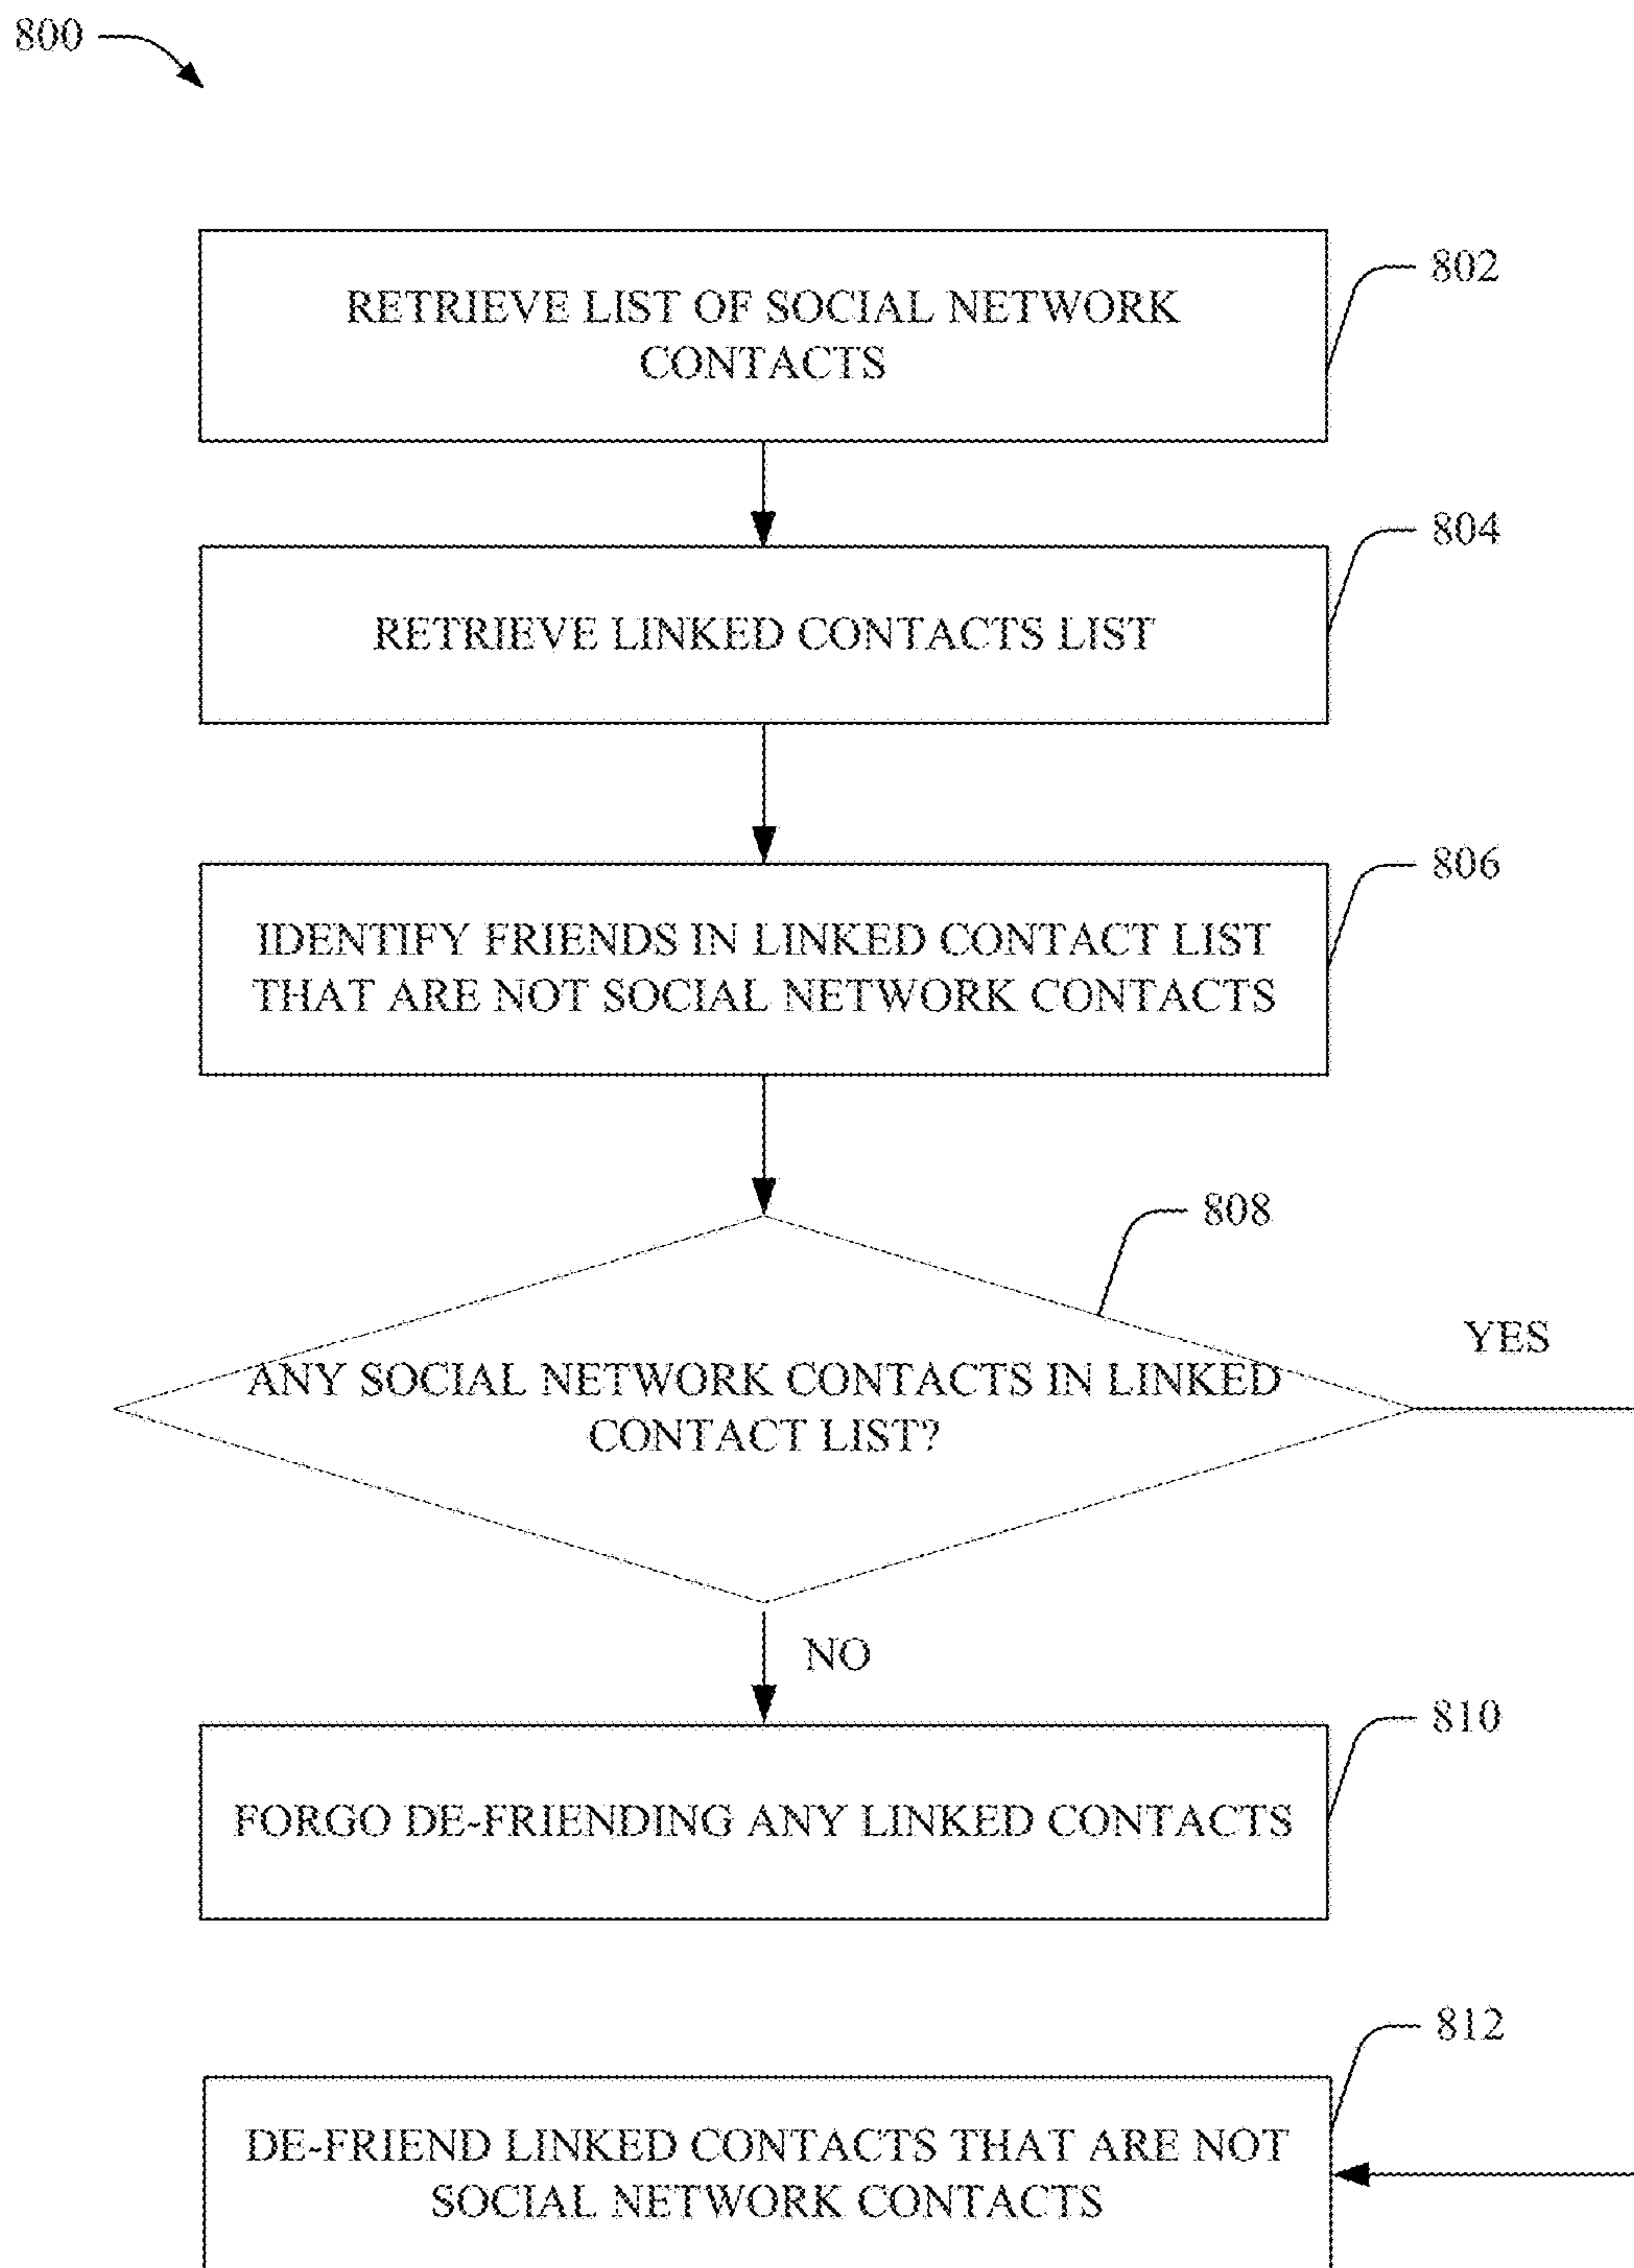 800
802
RETRIEVE LIST OF SOCIAL NETWORK
CONTACTS
804
RETRIEVE LINKED CONTACTS LIST
806
IDENTIFY FRIENDS IN LINKED CONTACT LIST
THAT ARE NOT SOCIAL NETWORK CONTACTS
808
YES
ANY SOCIAL NETWORK CONTACTS IN LINKED
CONTACT LIST?
NO
810
FORGO DE-FRIENDING ANY LINKED CONTACTS
812
DE-FRIEND LINKED CONTACTS THAT ARE NOT
SOCIAL NETWORK CONTACTS